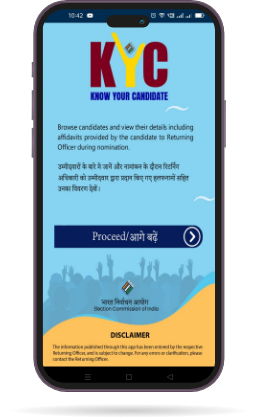 10:42
KYC
KNOW YOUR CANDIDATE
Browse candidates and view their details including
affidavits provided by the candidate to Returning
Officer during nomination.
उम्मीदवारों के बारे में जानें और नामांकन के दौरान रिटर्निंग
अधिकारी को उम्मीदवार द्वारा प्रदान किए गए हलफनामों सहित
उनका विवरण देखें।
Proceed/आगे बढ़ें
भारत निर्वाचन आयोग
Election Commission of India
DISCLAIMER
The information published through this app has been entered by the respective
Returning Officer, and is subject to change. For any errors or clarification, please
contact the Returning Officer.